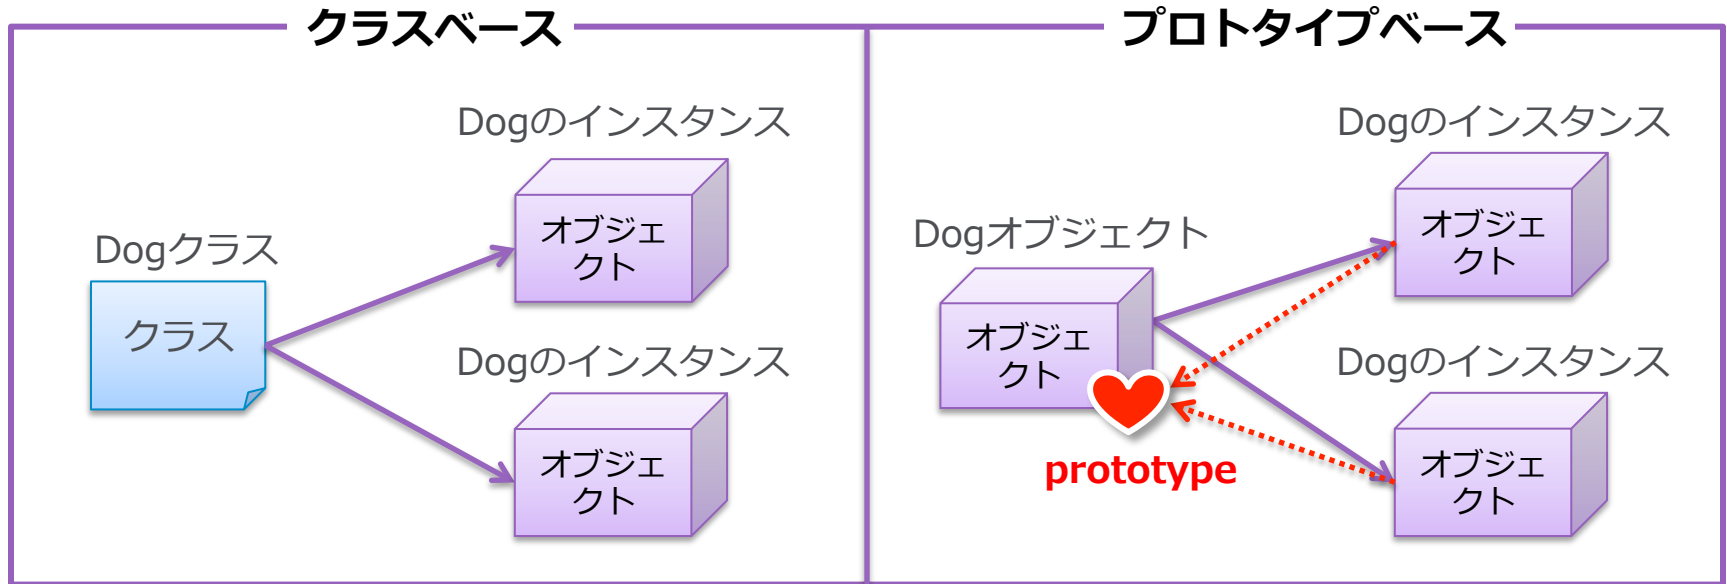 クラスベース
Dogのインスタンス
オブジェ
クト
Dogクラス
クラス
Dogのインスタンス
オブジェ
クト
プロトタイプベース
Dogのインスタンス
オブジェ
クト
Dogオブジェクト
オブジェ
クト
prototype
Dogのインスタンス
オブジェ
クト